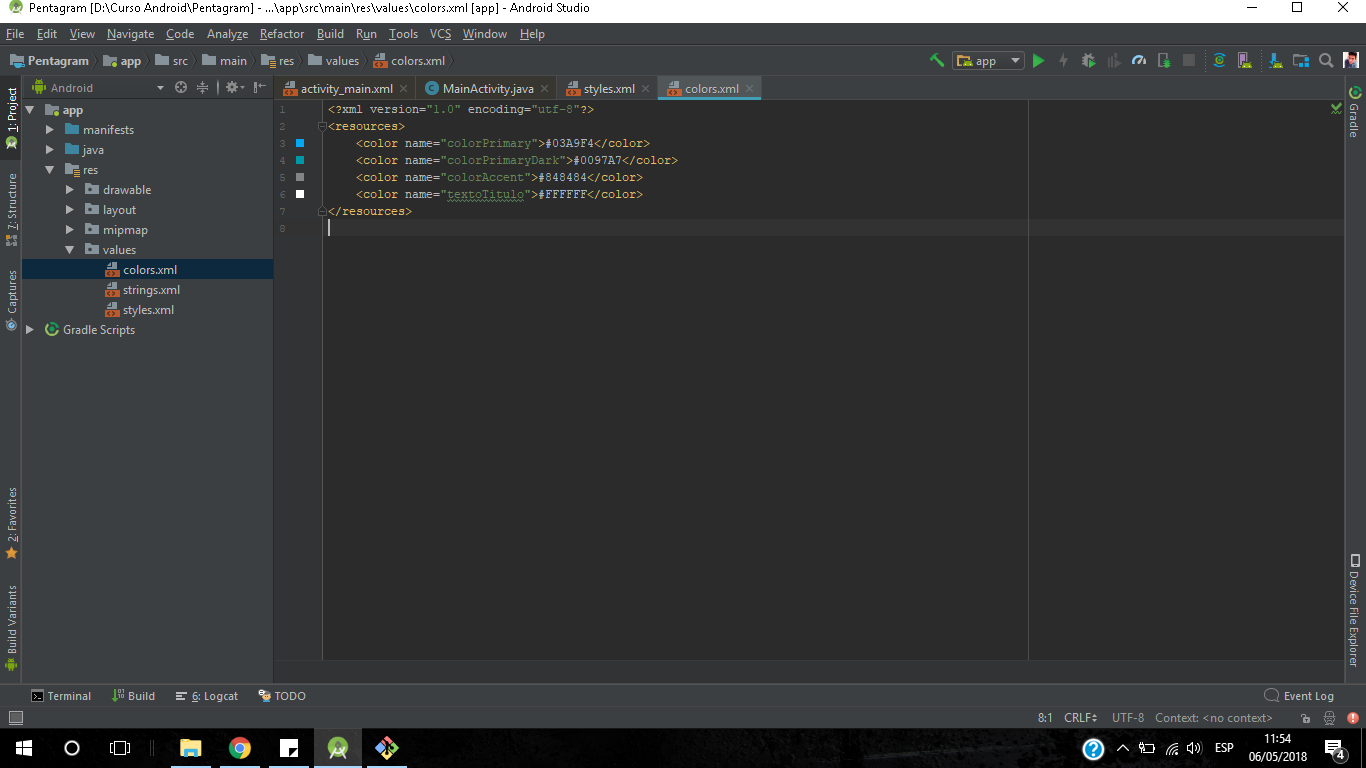 Pentagram [D:\Curso Android\Pentagram] - ...\app\src\main\res\values\colors.xml [app] - Android Studio
File Edit View Navigate Code Analyze Refactor Build Run Tools VCS Window Help
Pentagram app src main res values colors.xml app
Android
activity_main.xml MainActivity.java styles.xml colors.xml
1: Project
7: Structure
Captures
2: Favorites
Build Variants
app
manifests
java
res
drawable
layout
mipmap
values
colors.xml
strings.xml
styles.xml
Gradle Scripts
1 <?xml version="1.0" encoding="utf-8"?>
2 <resources>
3 <color name="colorPrimary">#03A9F4</color>
4 <color name="colorPrimaryDark">#0097A7</color>
5 <color name="colorAccent">#848484</color>
6 <color name="textoTitulo">#FFFFFF</color>
7 </resources>
8
Gradle
Device File Explorer
Terminal Build 6: Logcat TODO Event Log
8:1 CRLF UTF-8 Context: <no context>
ESP
11:54
06/05/2018
4